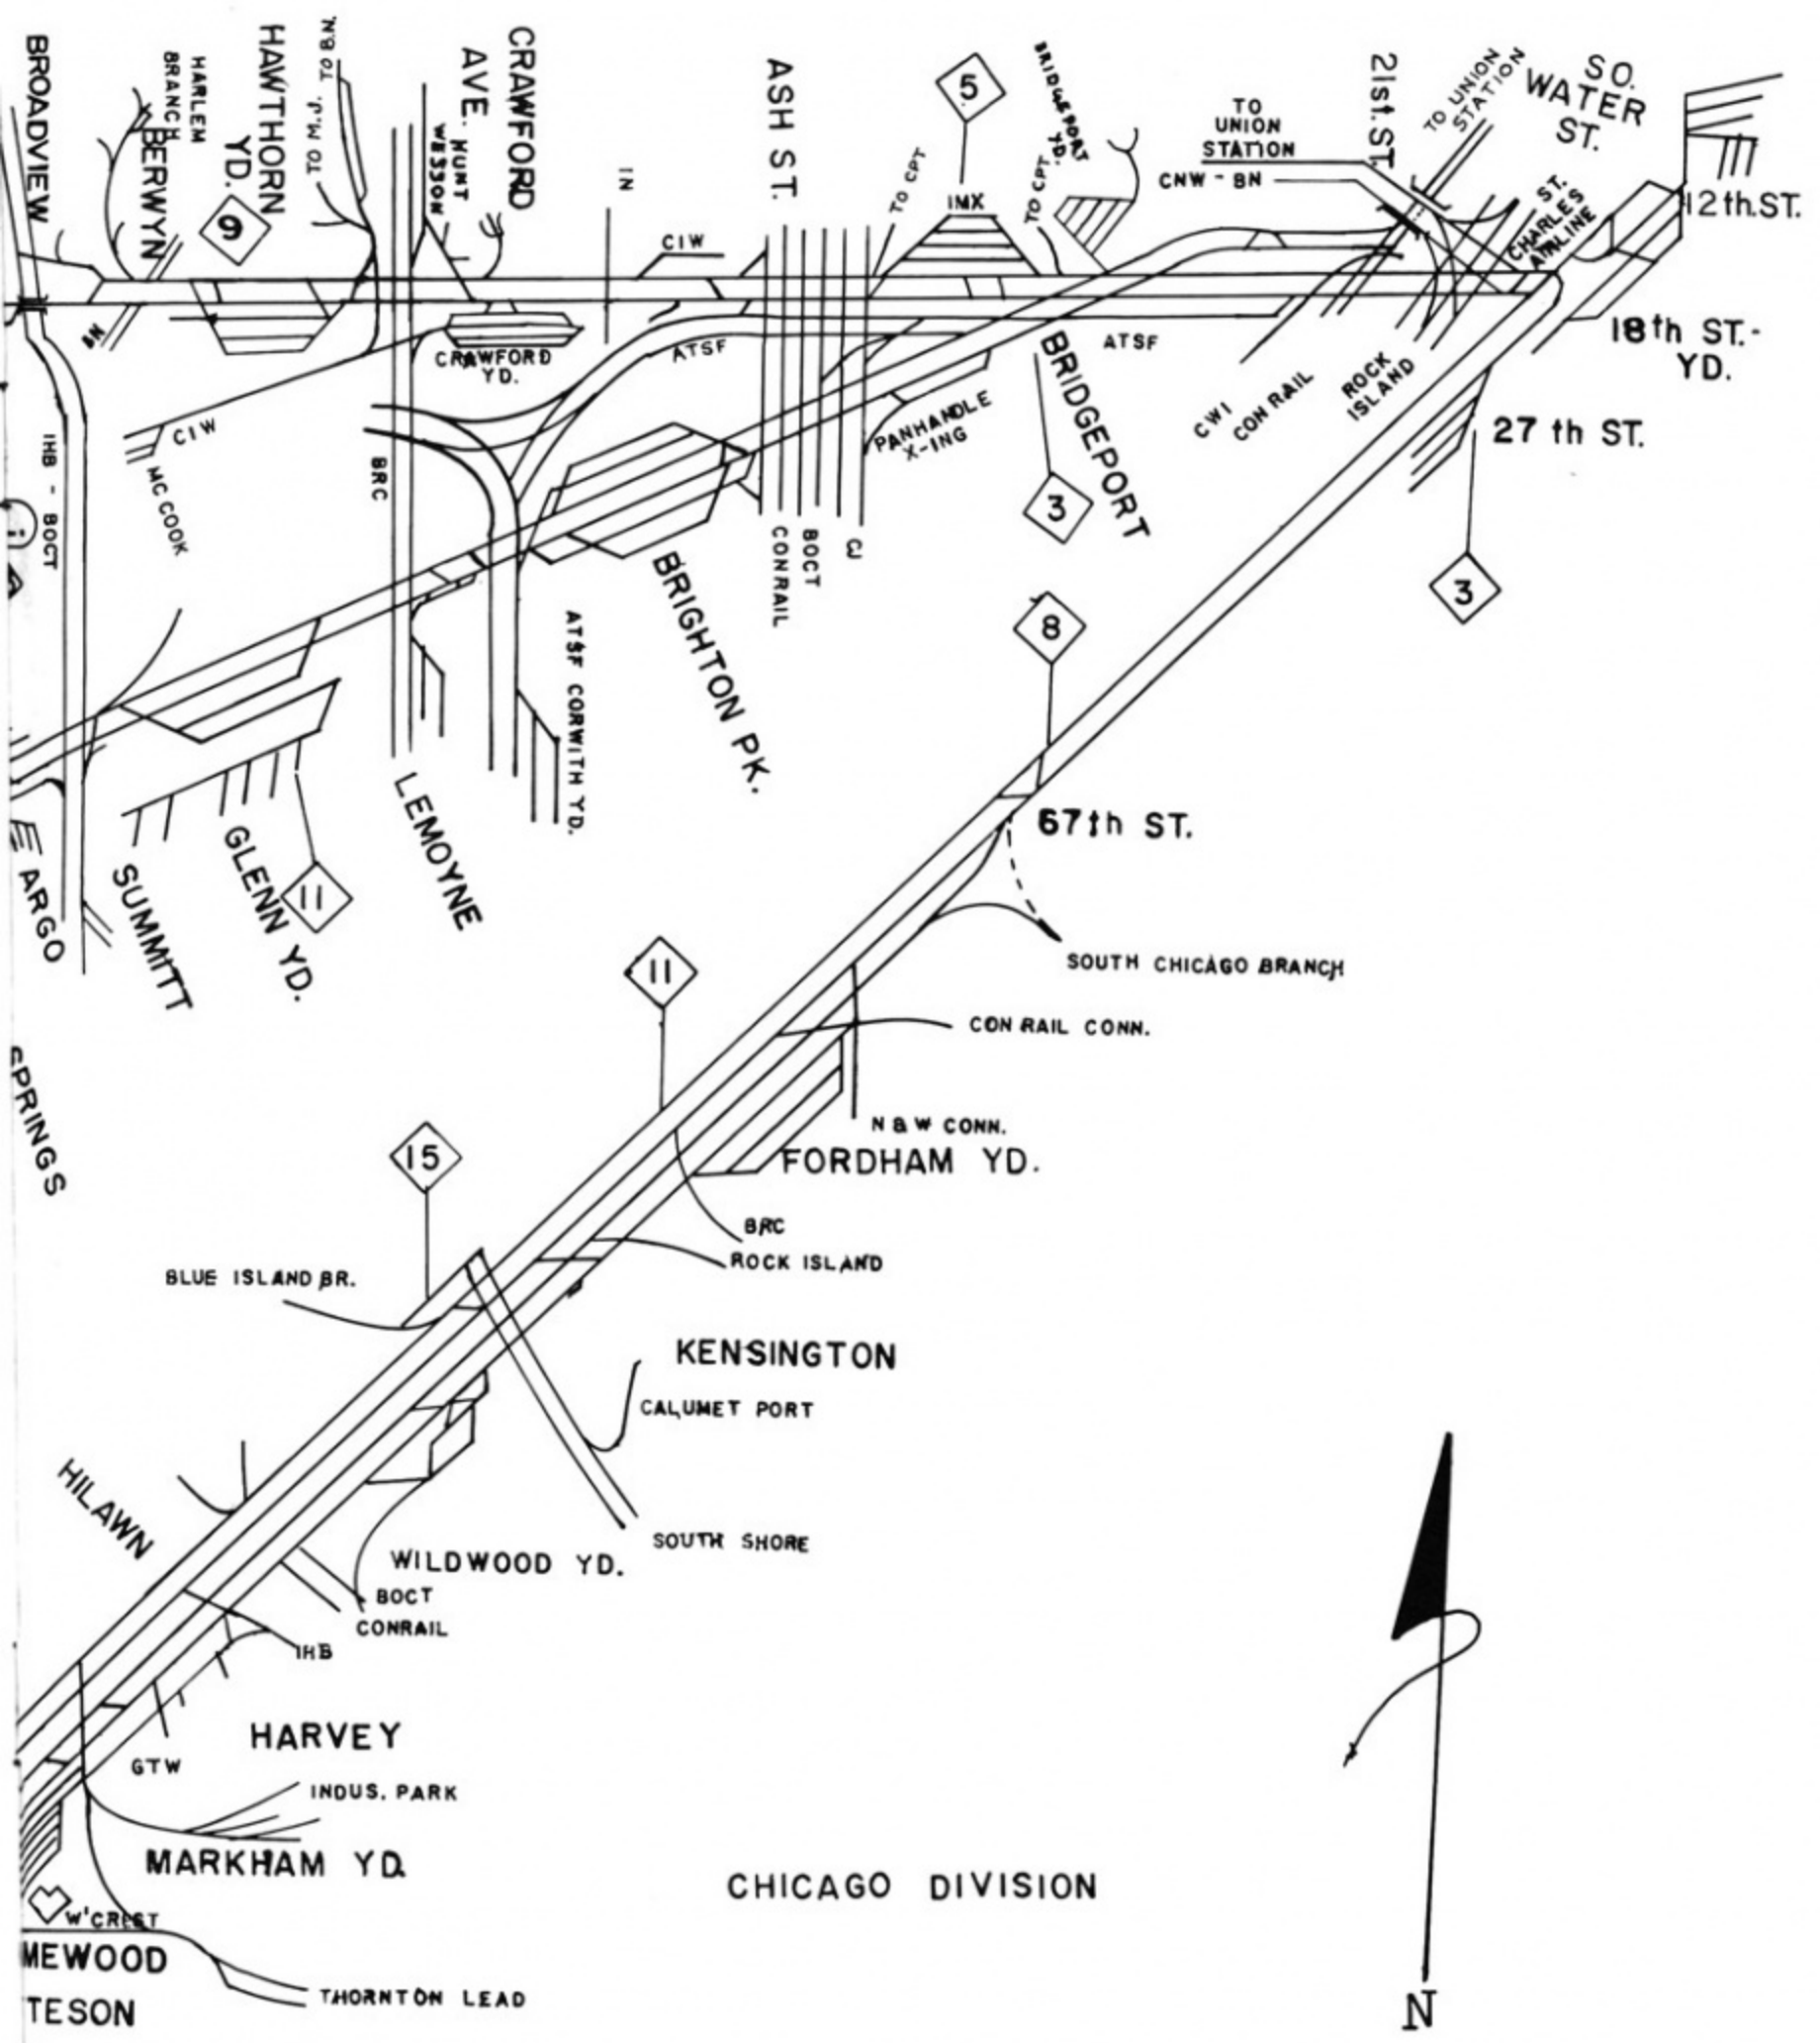 BROADVIEW
HARLEM
BRANCH
BERWYN
HAWTHORN
YD.
9
TO M.J.
TO B.N.
AVE.
CRAWFORD
HUNT
WESSON
IN
CIW
ASH ST.
TO CPT
5
IMX
BRIDGEPORT
YD.
TO CPT
TO
UNION
STATION
CNW - BN
21st. ST.
TO UNION
STATION
SO.
WATER
ST.
ST.
CHARLES
AIRLINE
12th. ST.
18th ST.-
YD.
27 th ST.
3
BN
CRAWFORD
YD.
ATSF
ATSF
BRIDGEPORT
3
PANHANDLE
X-ING
CWI
CON RAIL
ROCK
ISLAND
IHB - BOCT
CIW
MC COOK
BRC
CONRAIL
BOCT
CJ
BRIGHTON PK.
ATSF CORWITH YD.
LEMOYNE
GLENN YD.
11
SUMMITT
ARGO
SPRINGS
8
67th ST.
SOUTH CHICAGO BRANCH
11
CON RAIL CONN.
N & W CONN.
FORDHAM YD.
15
BRC
ROCK ISLAND
BLUE ISLAND BR.
KENSINGTON
CALUMET PORT
HILAWN
SOUTH SHORE
WILDWOOD YD.
BOCT
CONRAIL
IHB
HARVEY
GTW
INDUS. PARK
MARKHAM YD.
W'CREST
MEWOOD
TESON
THORNTON LEAD
CHICAGO DIVISION
N